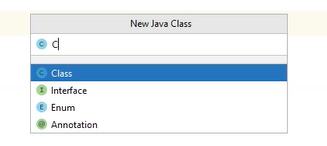 New Java Class
C C
C Class
I Interface
E Enum
@ Annotation